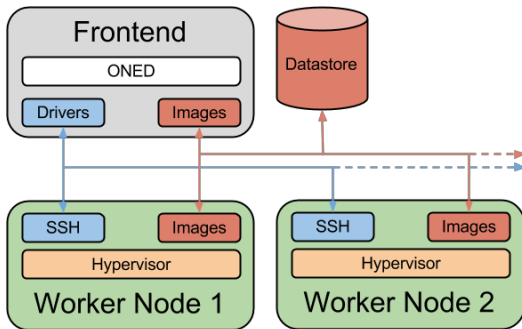 Frontend
ONED
Datastore
Drivers
Images
SSH
Images
Hypervisor
Worker Node 1
SSH
Images
Hypervisor
Worker Node 2